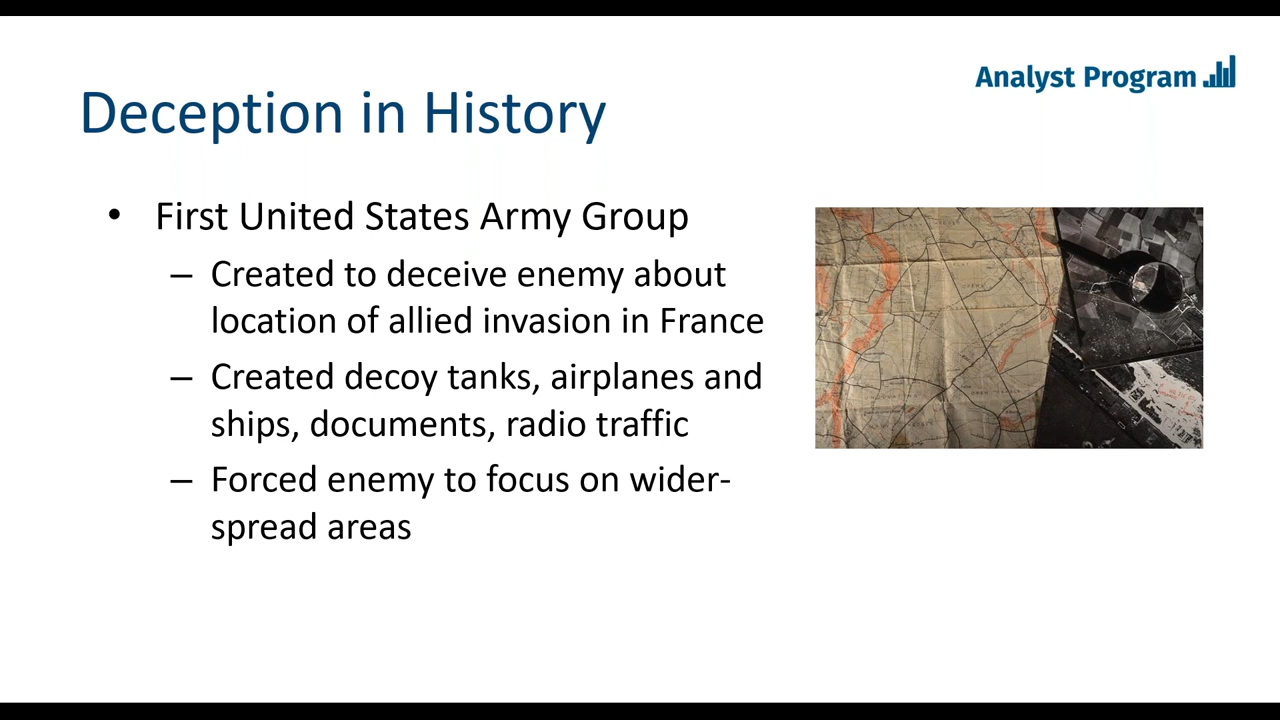 Analyst Program
Deception in History
• First United States Army Group
– Created to deceive enemy about
location of allied invasion in France
– Created decoy tanks, airplanes and
ships, documents, radio traffic
– Forced enemy to focus on wider-
spread areas